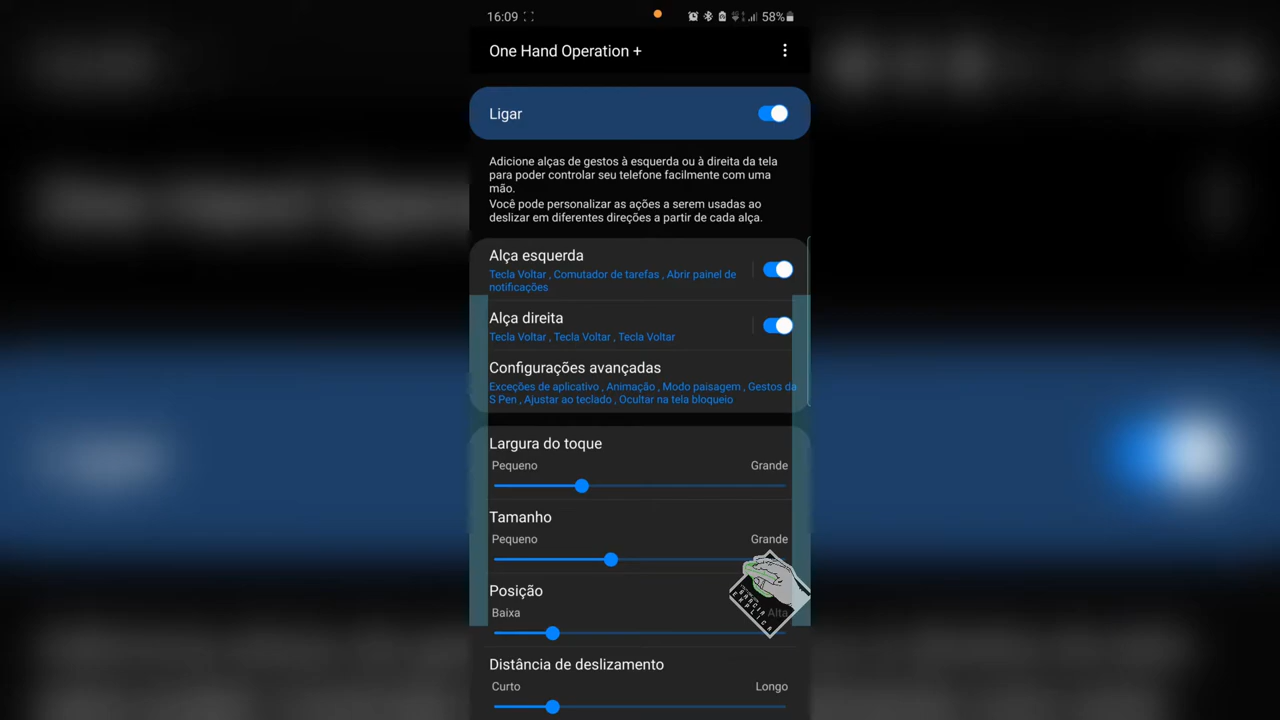 16:09
58%
One Hand Operation +
Ligar
Adicione alças de gestos à esquerda ou à direita da tela
para poder controlar seu telefone facilmente com uma
mão.
Você pode personalizar as ações a serem usadas ao
deslizar em diferentes direções a partir de cada alça.
Alça esquerda
Tecla Voltar , Comutador de tarefas , Abrir painel de
notificações
Alça direita
Tecla Voltar , Tecla Voltar , Tecla Voltar
Configurações avançadas
Exceções de aplicativo , Animação , Modo paisagem , Gestos da
S Pen , Ajustar ao teclado , Ocultar na tela bloqueio
Largura do toque
Pequeno Grande
Tamanho
Pequeno Grande
Posição
Baixa Alta
GARCIA
EXPLICA
Distância de deslizamento
Curto Longo